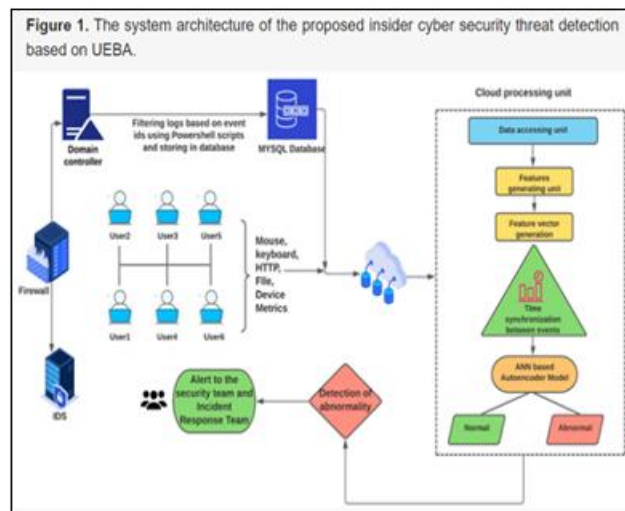 Figure 1. The system architecture of the proposed insider cyber security threat detection
based on UEBA.
Cloud processing unit
Domain
controller
Filtering logs based on event
ids using Powershell scripts
and storing in database
MYSQL Database
Data accessing unit
Features
generating unit
Feature vector
generation
User2
User3
User5
Mouse,
keyboard,
HTTP,
File,
Device
Metrics
Firewall
User1
User4
User6
Time
synchronization
between events
IDS
Alert to the
security team and
Incident
Response Team
Detection of
abnormality
ANN based
Autoencoder Model
Normal
Abnormal